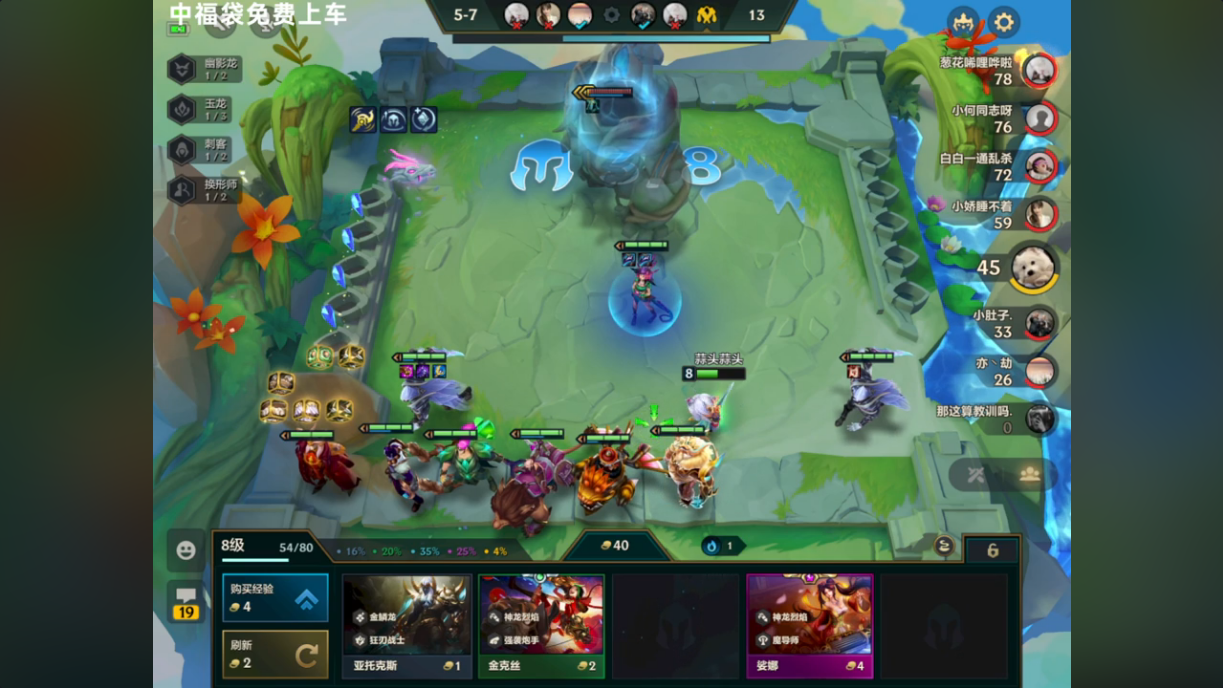 中福袋免费上车
5-7
13
幽影龙
1/2
玉龙
1/3
刺客
1/2
换形师
1/2
8
葱花唏哩哗啦
78
小何同志呀
76
白白一通乱杀
72
小娇睡不着
59
45
小肚子.
33
亦丶劫
26
那这算教训吗.
0
蒜头蒜头
8
8级
54/80
16% 20% 35% 25% 4%
40
1
6
购买经验
4
刷新
2
19
金鳞龙
狂刃战士
亚托克斯
1
神龙烈焰
强袭炮手
金克丝
2
神龙烈焰
魔导师
娑娜
4